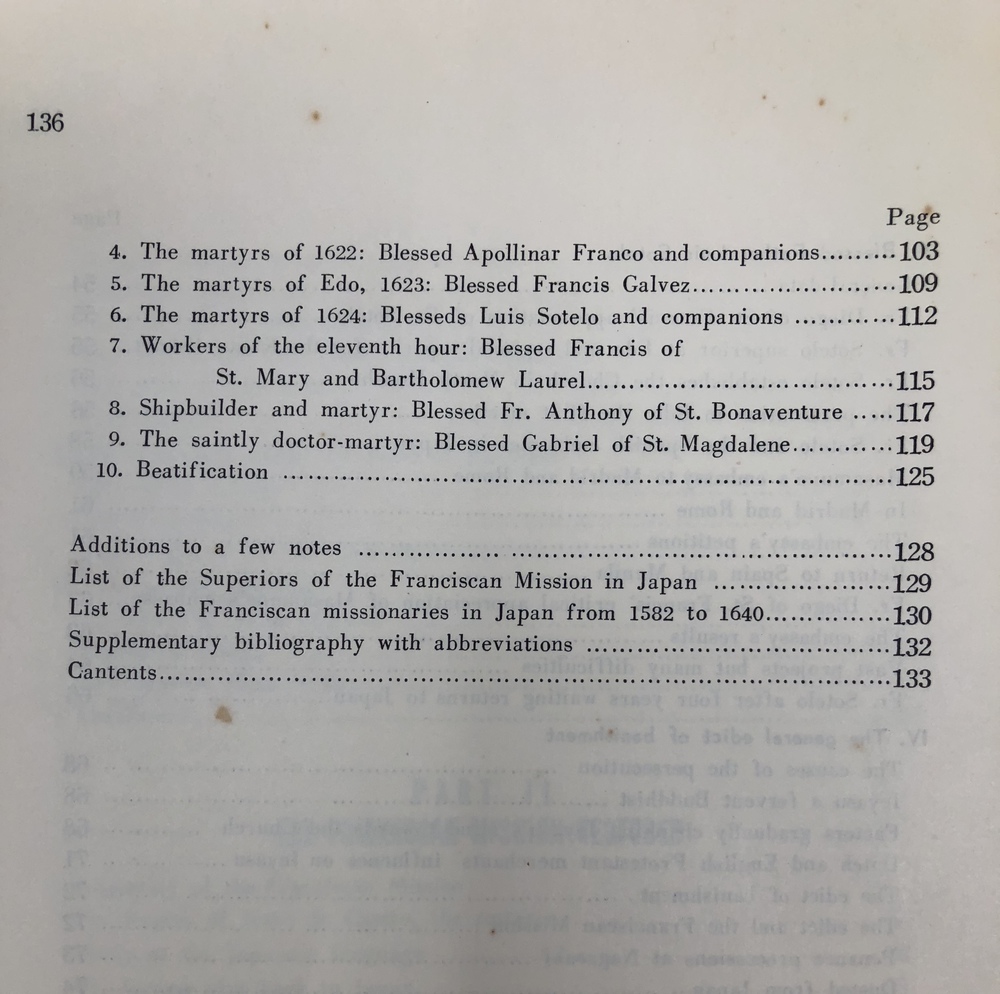 136
Page
4. The martyrs of 1622: Blessed Apollinar Franco and companions.........103
5. The martyrs of Edo, 1623: Blessed Francis Galvez........................109
6. The martyrs of 1624: Blesseds Luis Sotelo and companions ............112
7. Workers of the eleventh hour: Blessed Francis of
St. Mary and Bartholomew Laurel....................................115
8. Shipbuilder and martyr: Blessed Fr. Anthony of St. Bonaventure .....117
9. The saintly doctor-martyr: Blessed Gabriel of St. Magdalene............119
10. Beatification ........................................................................125
Additions to a few notes ...............................................................128
List of the Superiors of the Franciscan Mission in Japan .....................129
List of the Franciscan missionaries in Japan from 1582 to 1640...............130
Supplementary bibliography with abbreviations ....................................132
Cantents.......................................................................................133